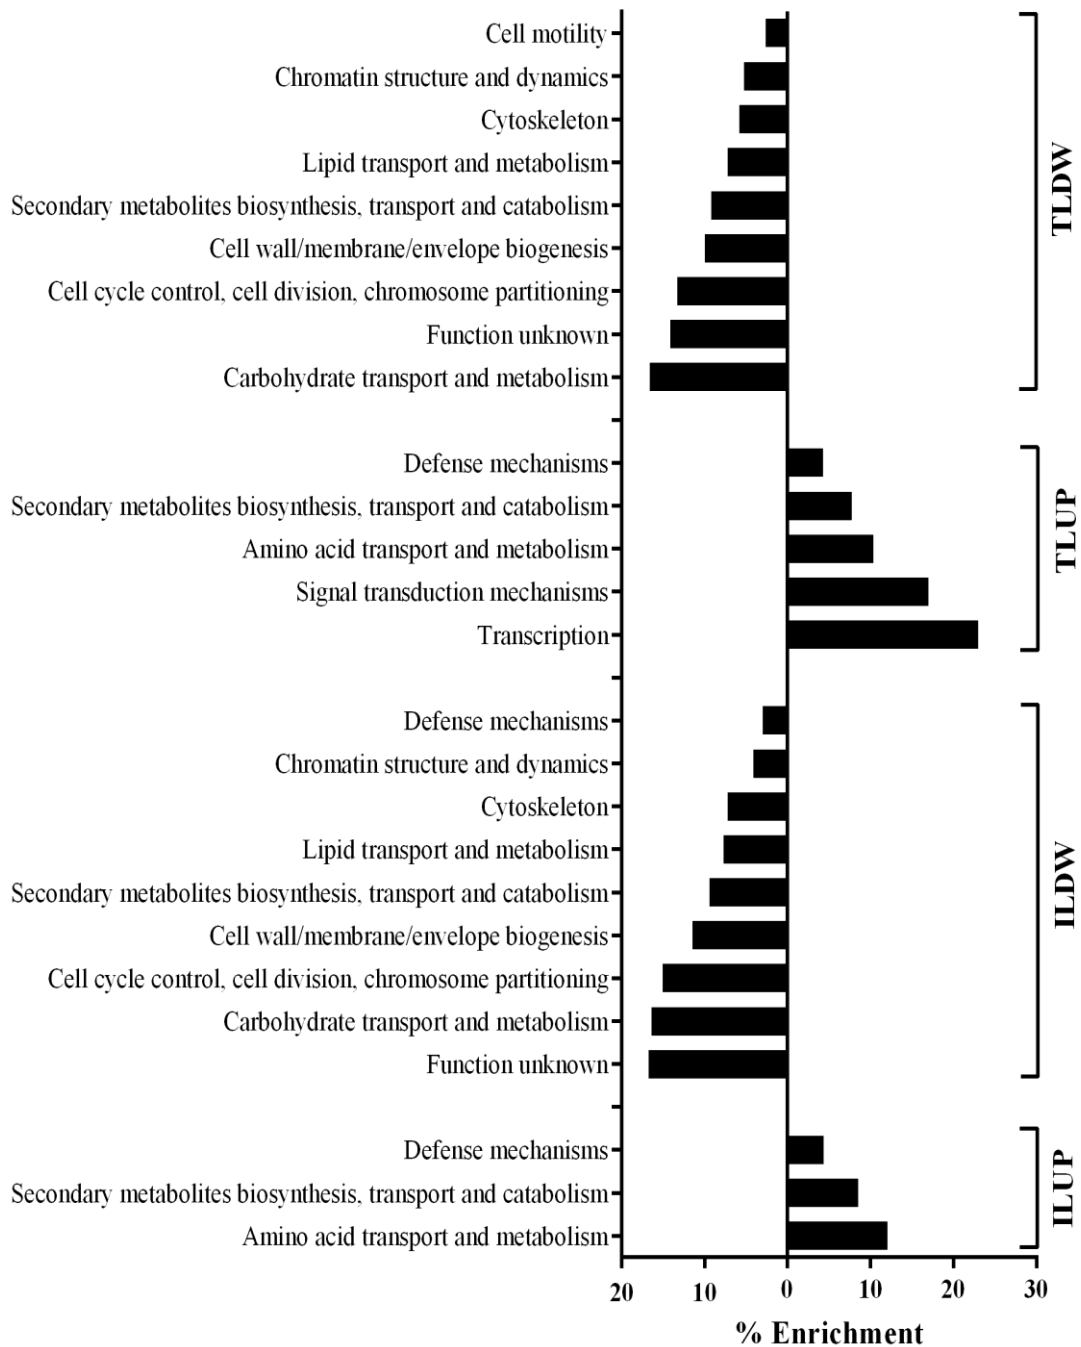 Cell motility
Chromatin structure and dynamics
Cytoskeleton
Lipid transport and metabolism
Secondary metabolites biosynthesis, transport and catabolism
Cell wall/membrane/envelope biogenesis
Cell cycle control, cell division, chromosome partitioning
Function unknown
Carbohydrate transport and metabolism
TLDW
Defense mechanisms
Secondary metabolites biosynthesis, transport and catabolism
Amino acid transport and metabolism
Signal transduction mechanisms
Transcription
TLUP
Defense mechanisms
Chromatin structure and dynamics
Cytoskeleton
Lipid transport and metabolism
Secondary metabolites biosynthesis, transport and catabolism
Cell wall/membrane/envelope biogenesis
Cell cycle control, cell division, chromosome partitioning
Carbohydrate transport and metabolism
Function unknown
ILDW
Defense mechanisms
Secondary metabolites biosynthesis, transport and catabolism
Amino acid transport and metabolism
ILUP
20 10 0 10 20 30
% Enrichment